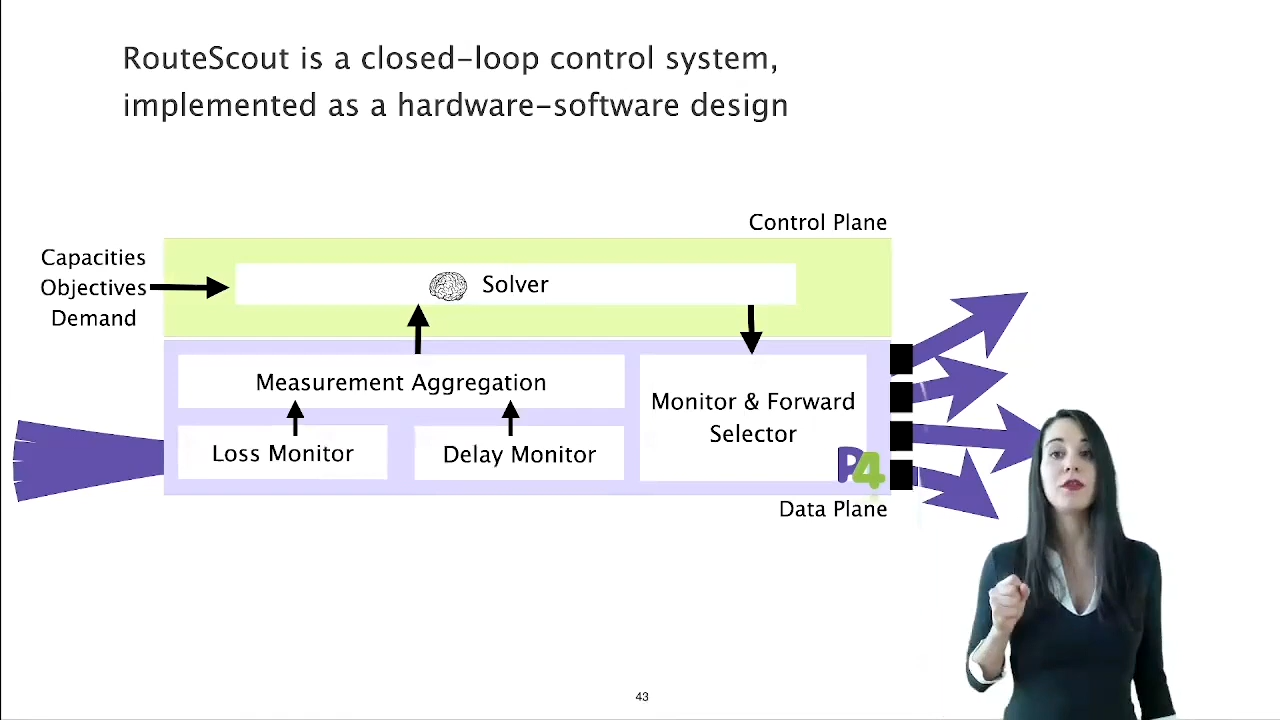 RouteScout is a closed-loop control system,
implemented as a hardware-software design
Control Plane
Capacities
Objectives
Demand
Solver
Measurement Aggregation
Loss Monitor
Delay Monitor
Monitor & Forward
Selector
P4
Data Plane
43